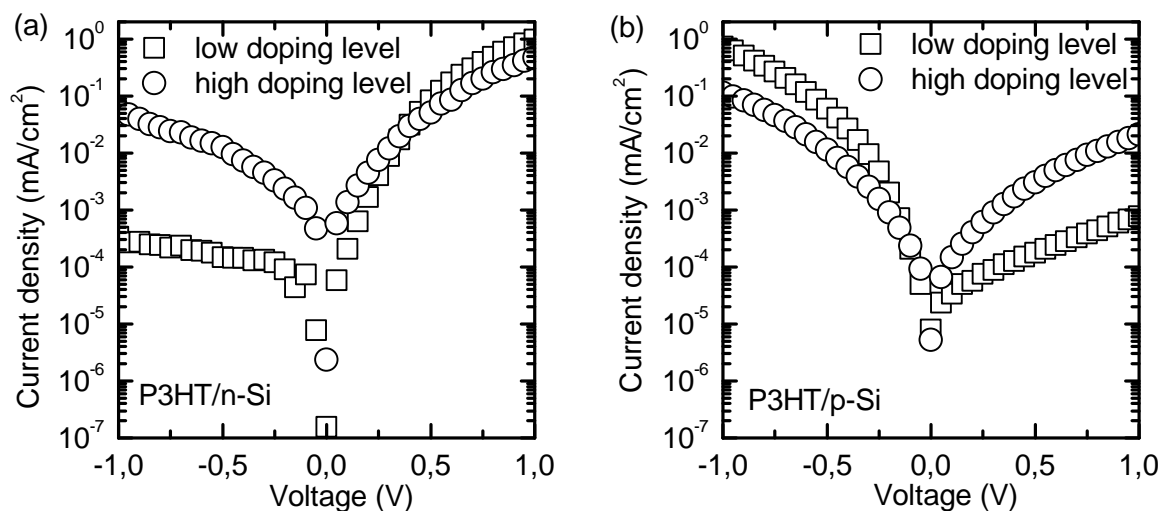 (a)
low doping level
high doping level
Current density (mA/cm²)
10⁰
10⁻¹
10⁻²
10⁻³
10⁻⁴
10⁻⁵
10⁻⁶
10⁻⁷
P3HT/n-Si
-1,0 -0,5 0,0 0,5 1,0
Voltage (V)
(b)
low doping level
high doping level
Current density (mA/cm²)
10⁰
10⁻¹
10⁻²
10⁻³
10⁻⁴
10⁻⁵
10⁻⁶
10⁻⁷
P3HT/p-Si
-1,0 -0,5 0,0 0,5 1,0
Voltage (V)